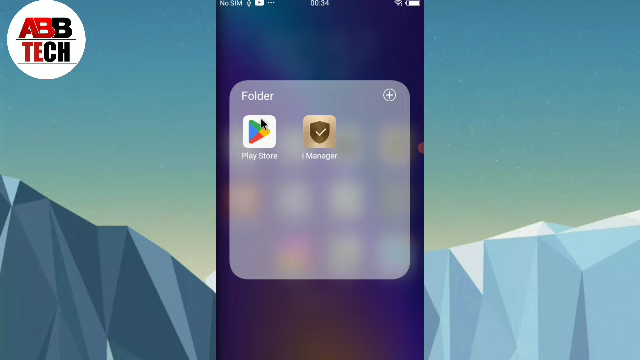 ABB
TECH
No SIM
00:34
Folder
Play Store
i Manager